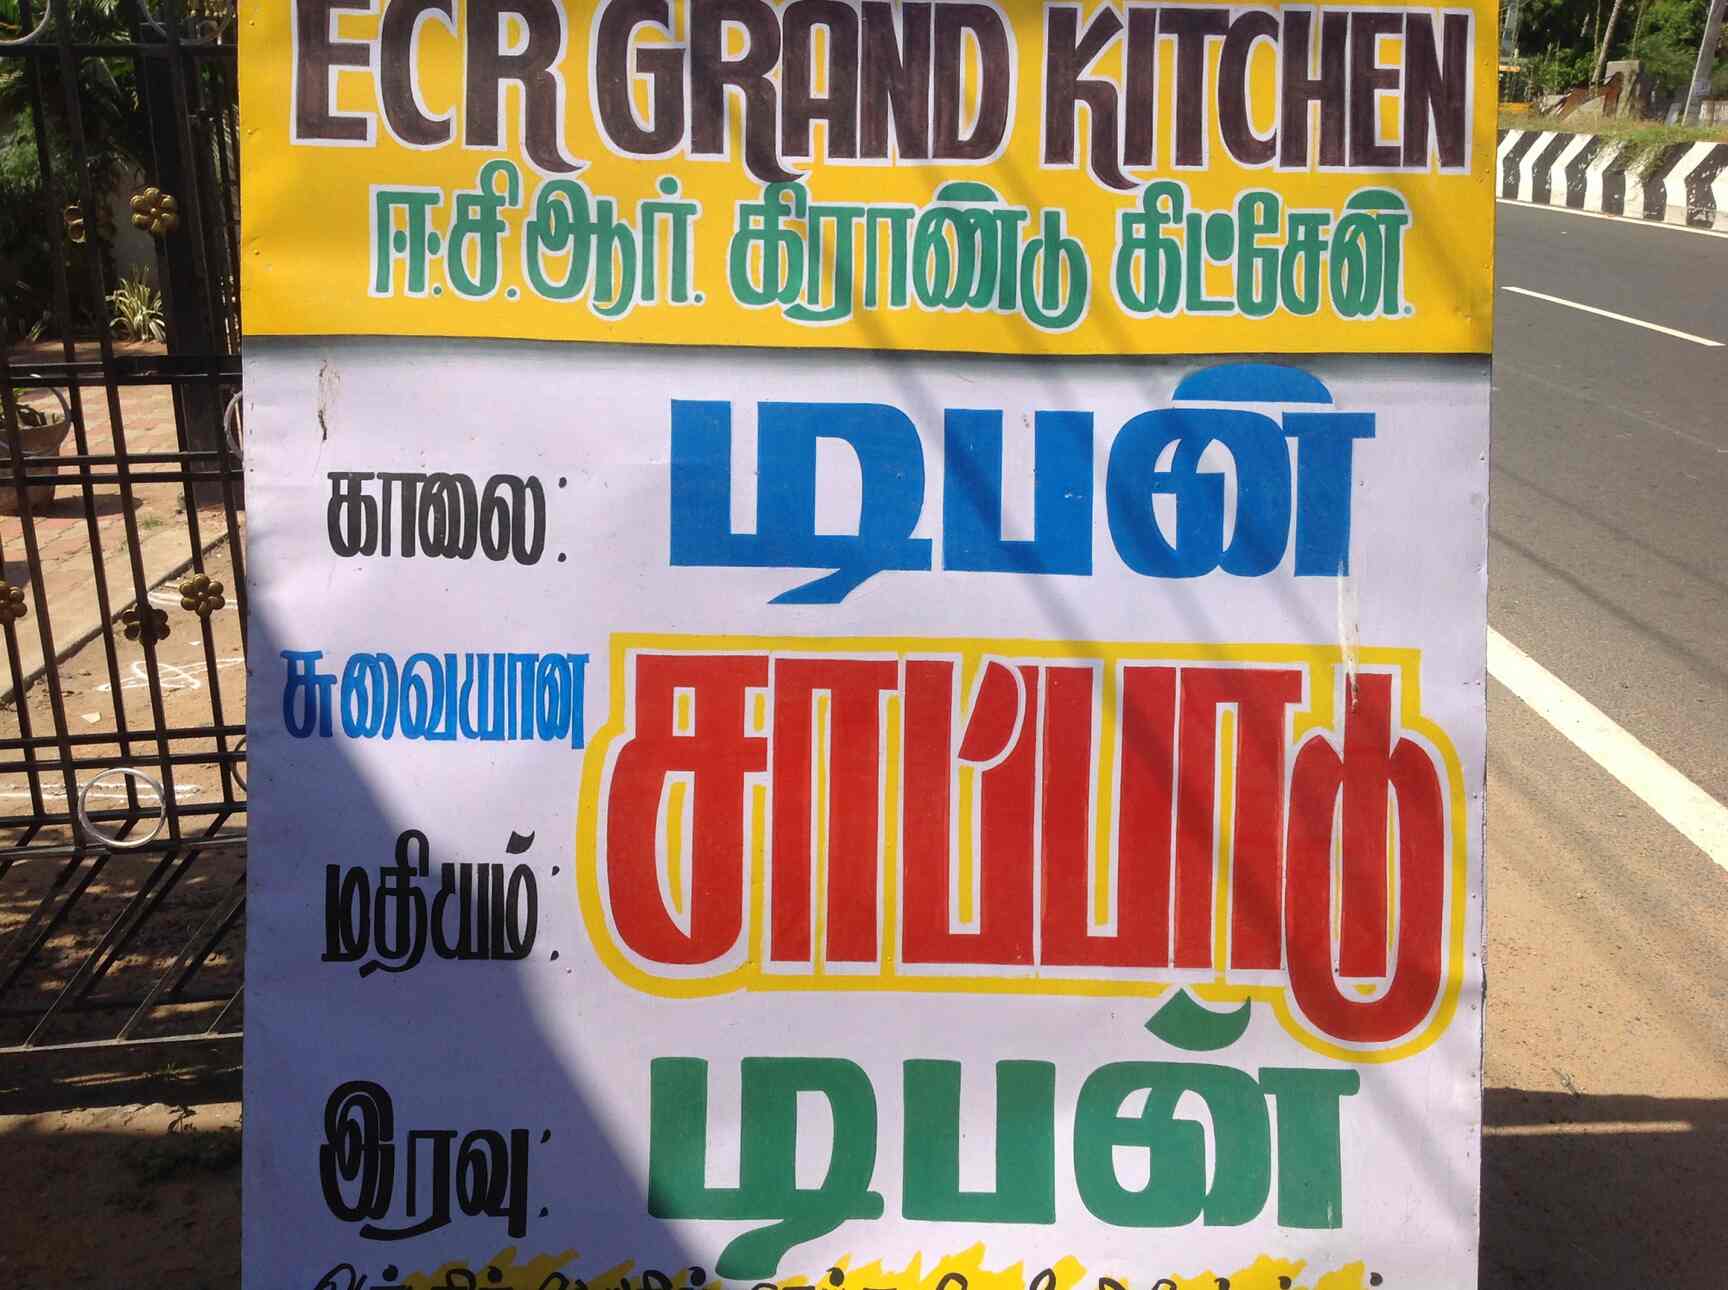 ECR GRAND KITCHEN
ஈ.சி.ஆர். கிராண்டு கிட்சேன்.
காலை: டிபன்
சுவையான
மதியம்: சாப்பாடு
இரவு: டிபன்